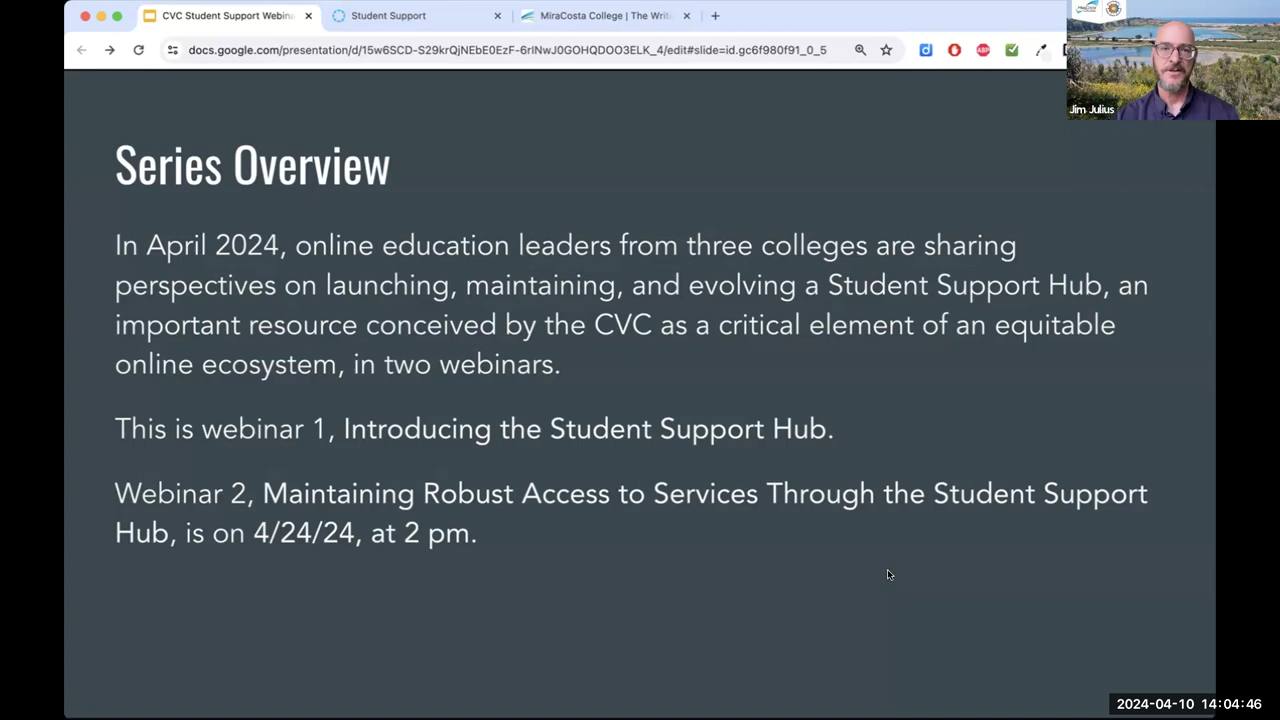 CVC Student Support Webina
Student Support
MiraCosta College | The Write
docs.google.com/presentation/d/15w6SCD-S29krQjNEbE0EzF-6rINwJ0GOHQDOO3ELK_4/edit#slide=id.gc6f980f91_0_5
ABP
MiraCosta
Jim Julius
Series Overview
In April 2024, online education leaders from three colleges are sharing
perspectives on launching, maintaining, and evolving a Student Support Hub, an
important resource conceived by the CVC as a critical element of an equitable
online ecosystem, in two webinars.
This is webinar 1, Introducing the Student Support Hub.
Webinar 2, Maintaining Robust Access to Services Through the Student Support
Hub, is on 4/24/24, at 2 pm.
2024-04-10 14:04:46